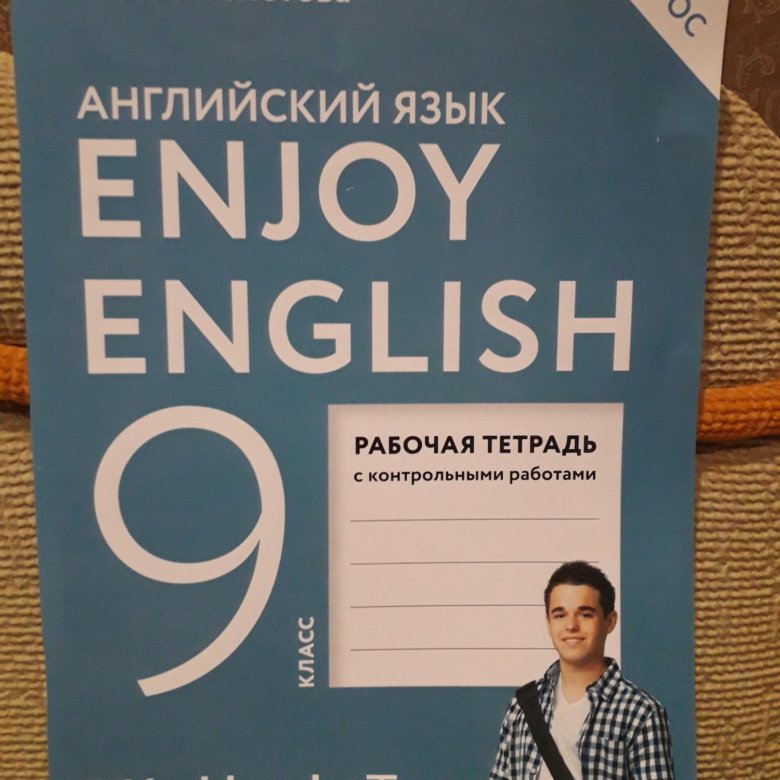 АНГЛИЙСКИЙ ЯЗЫК
ENJOY
ENGLISH
9
КЛАСС
РАБОЧАЯ ТЕТРАДЬ
с контрольными работами